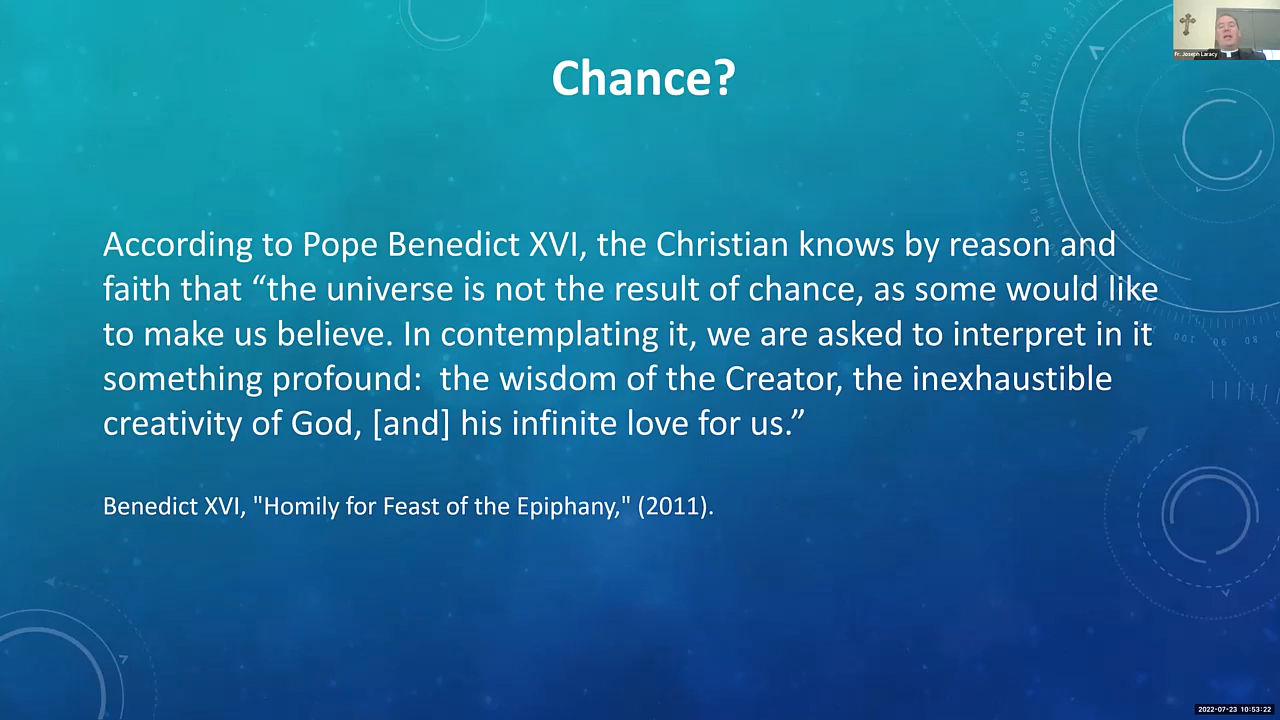 Fr. Joseph Laracy
Chance?
According to Pope Benedict XVI, the Christian knows by reason and
faith that “the universe is not the result of chance, as some would like
to make us believe. In contemplating it, we are asked to interpret in it
something profound:  the wisdom of the Creator, the inexhaustible
creativity of God, [and] his infinite love for us.”
Benedict XVI, "Homily for Feast of the Epiphany," (2011).
2022-07-23 10:53:22